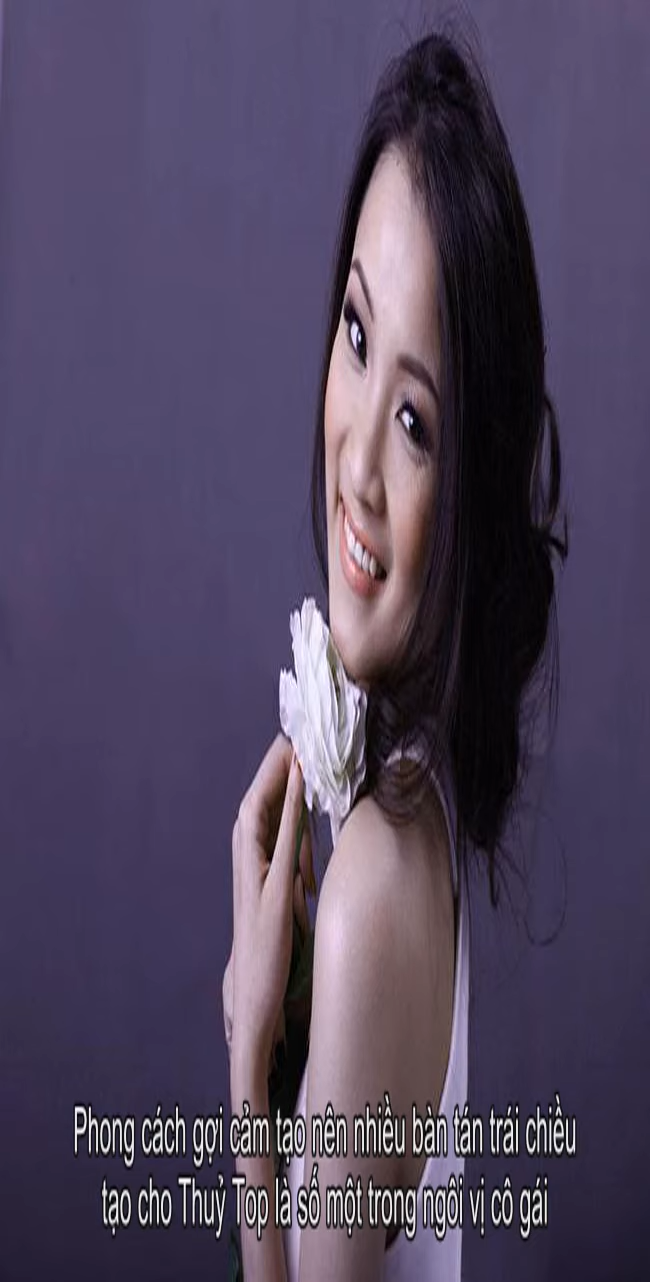 Phong cách gợi cảm tạo nên nhiều bàn tán trái chiều
tạo cho Thuỷ Top là số một trong ngôi vị cô gái